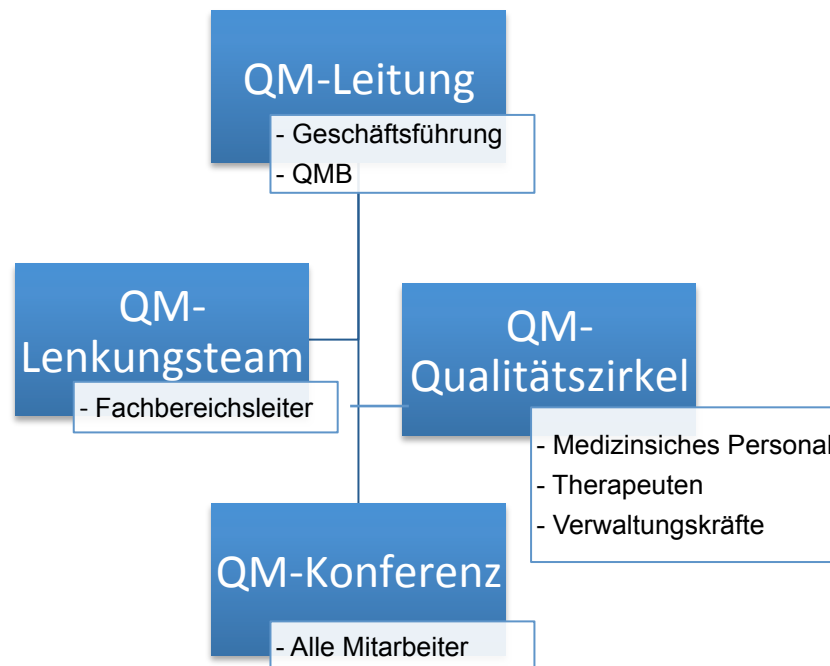 QM-Leitung
- Geschäftsführung
- QMB
QM-
Lenkungsteam
- Fachbereichsleiter
QM-
Qualitätszirkel
- Medizinsiches Personal
- Therapeuten
- Verwaltungskräfte
QM-Konferenz
- Alle Mitarbeiter